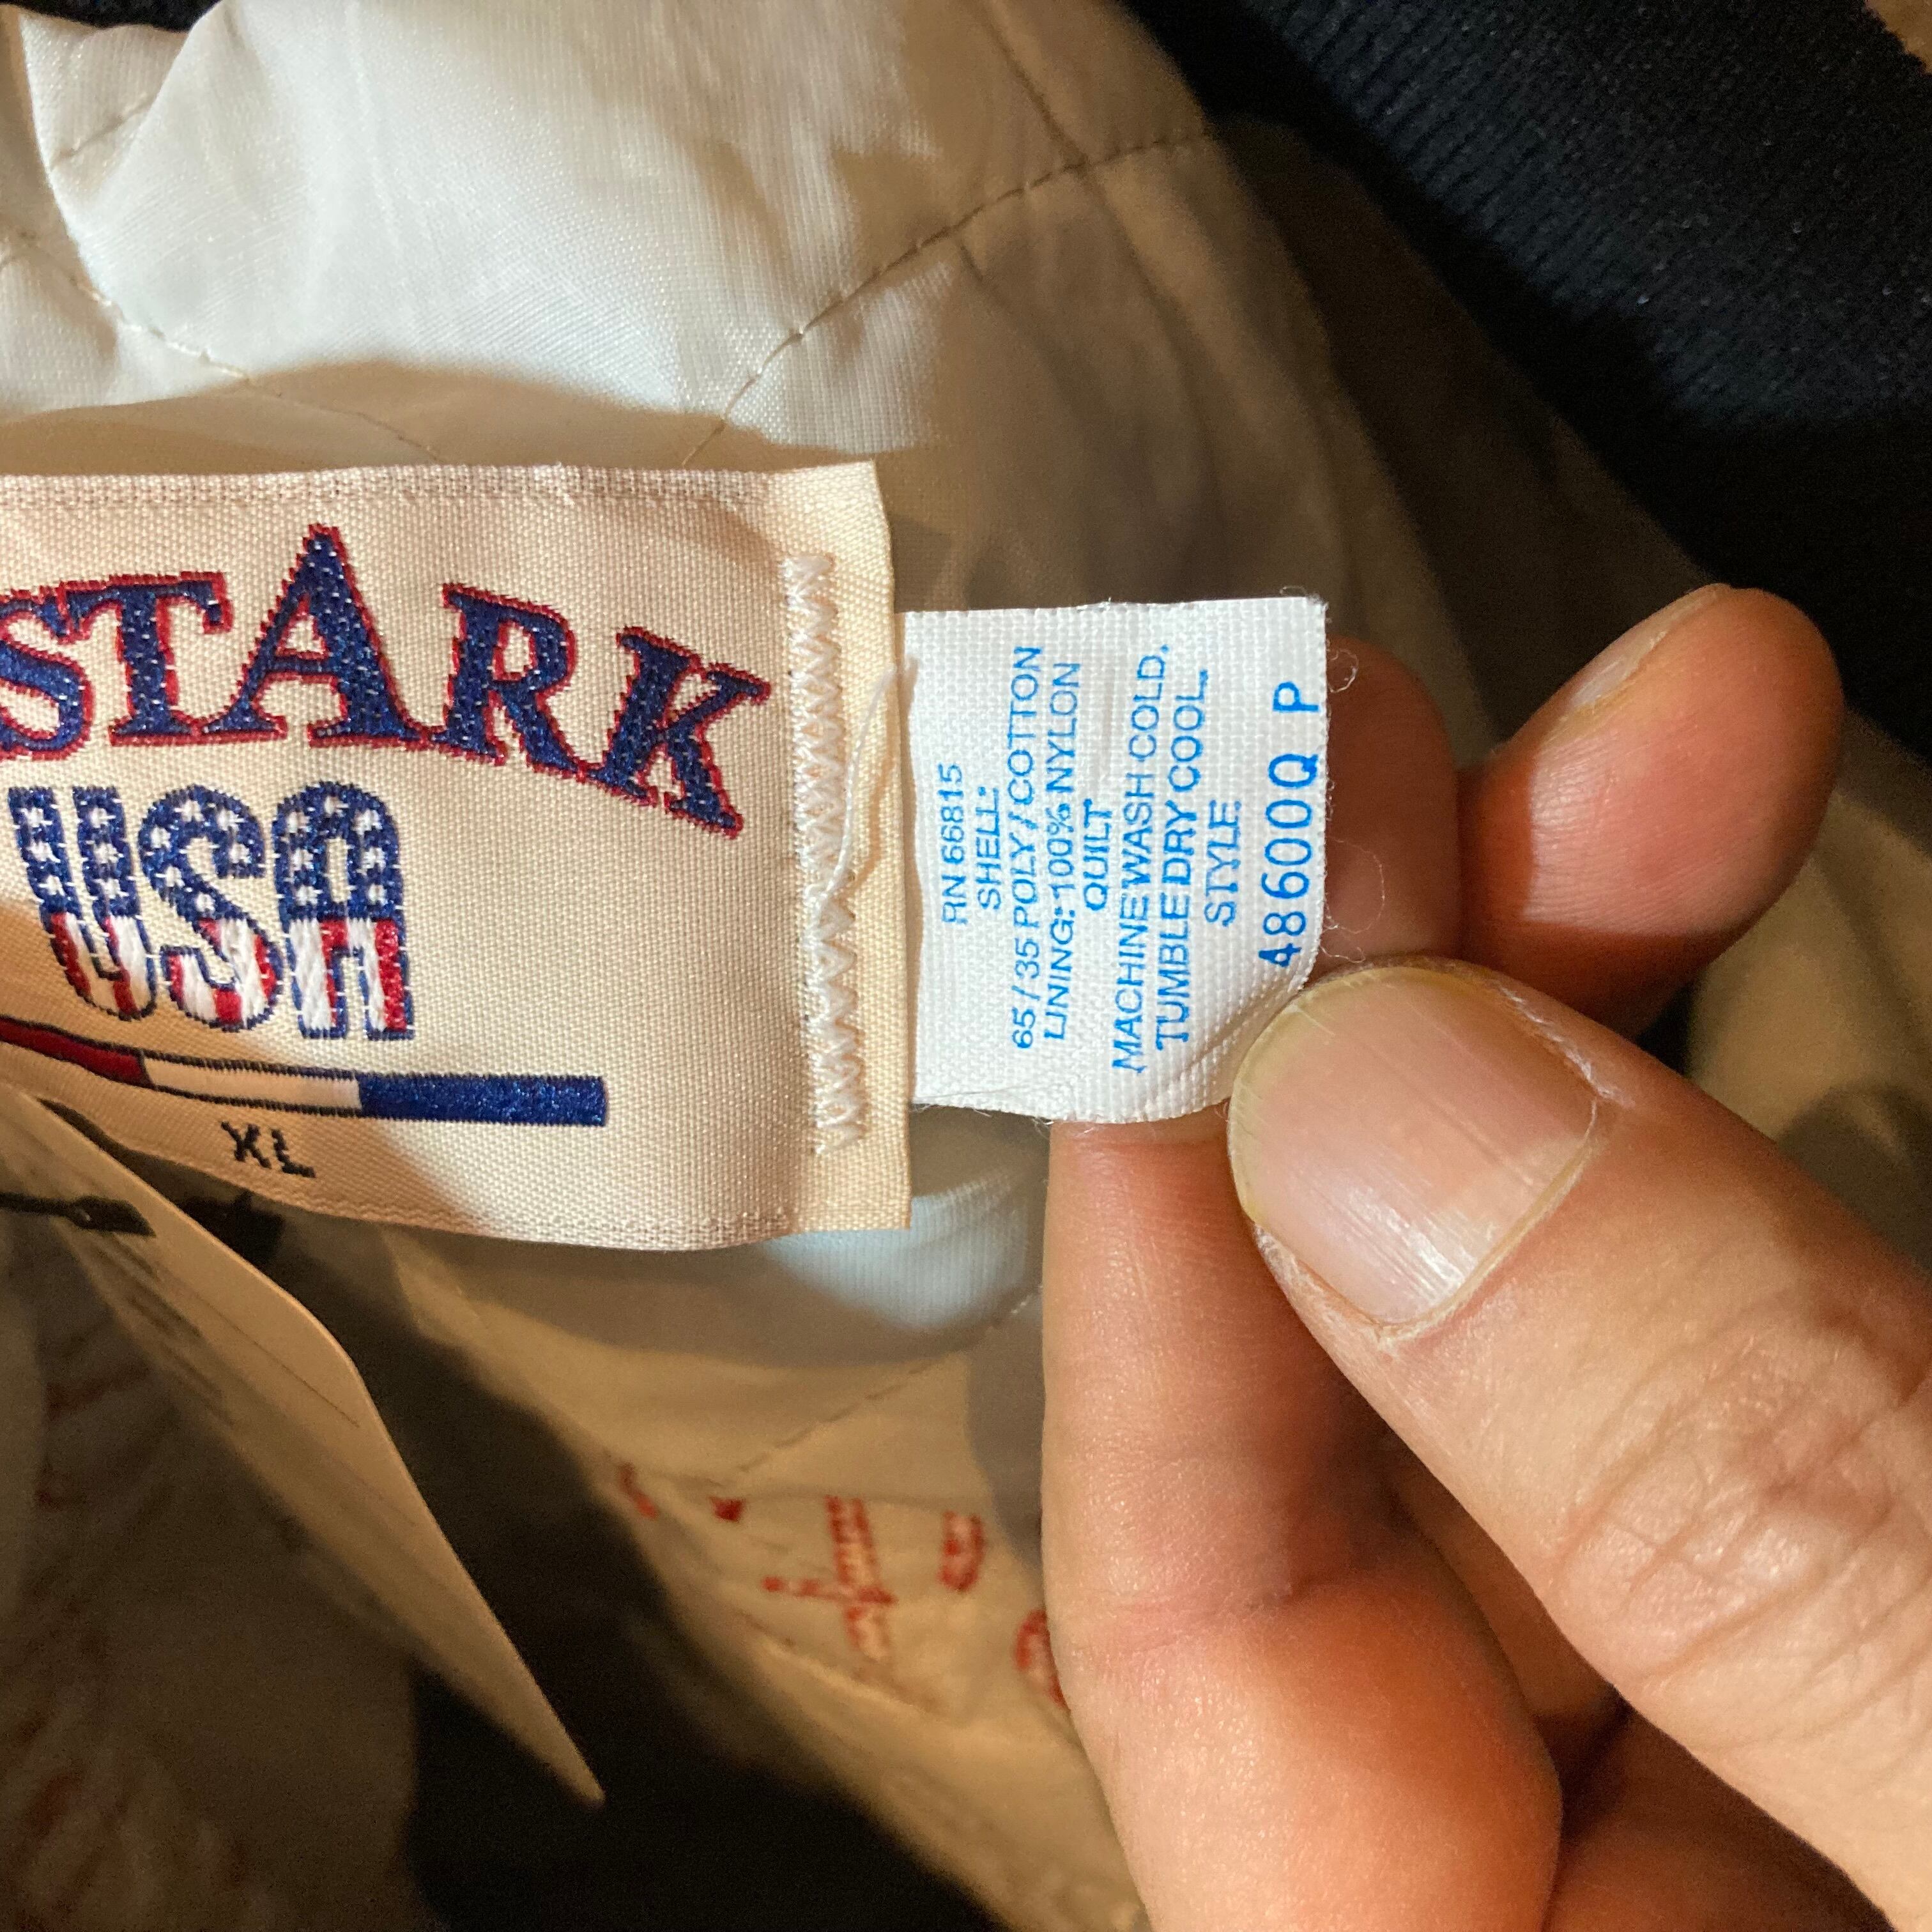 STARK
USA
XL
RN 66815
SHELL:
65/35 POLY/COTTON
LINING: 100% NYLON
QUILT
MACHINE WASH COLD,
TUMBLE DRY COOL.
STYLE
48600Q P